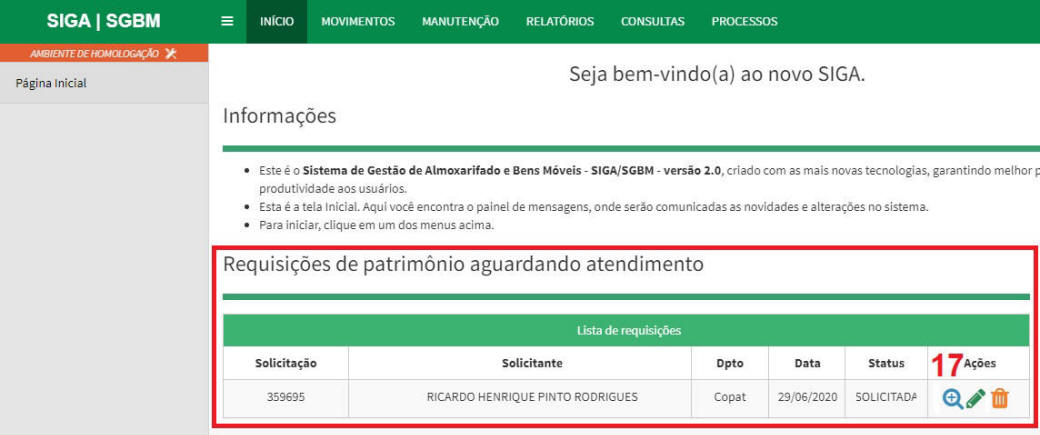 SIGA | SGBM
INÍCIO MOVIMENTOS MANUTENÇÃO RELATÓRIOS CONSULTAS PROCESSOS
AMBIENTE DE HOMOLOGAÇÃO
Página Inicial
Seja bem-vindo(a) ao novo SIGA.
Informações
Este é o Sistema de Gestão de Almoxarifado e Bens Móveis - SIGA/SGBM - versão 2.0, criado com as mais novas tecnologias, garantindo melhor p
produtividade aos usuários.
Esta é a tela Inicial. Aqui você encontra o painel de mensagens, onde serão comunicadas as novidades e alterações no sistema.
Para iniciar, clique em um dos menus acima.
Requisições de patrimônio aguardando atendimento
Lista de requisições
Solicitação Solicitante Dpto Data Status 17 Ações
359695 RICARDO HENRIQUE PINTO RODRIGUES Copat 29/06/2020 SOLICITADA